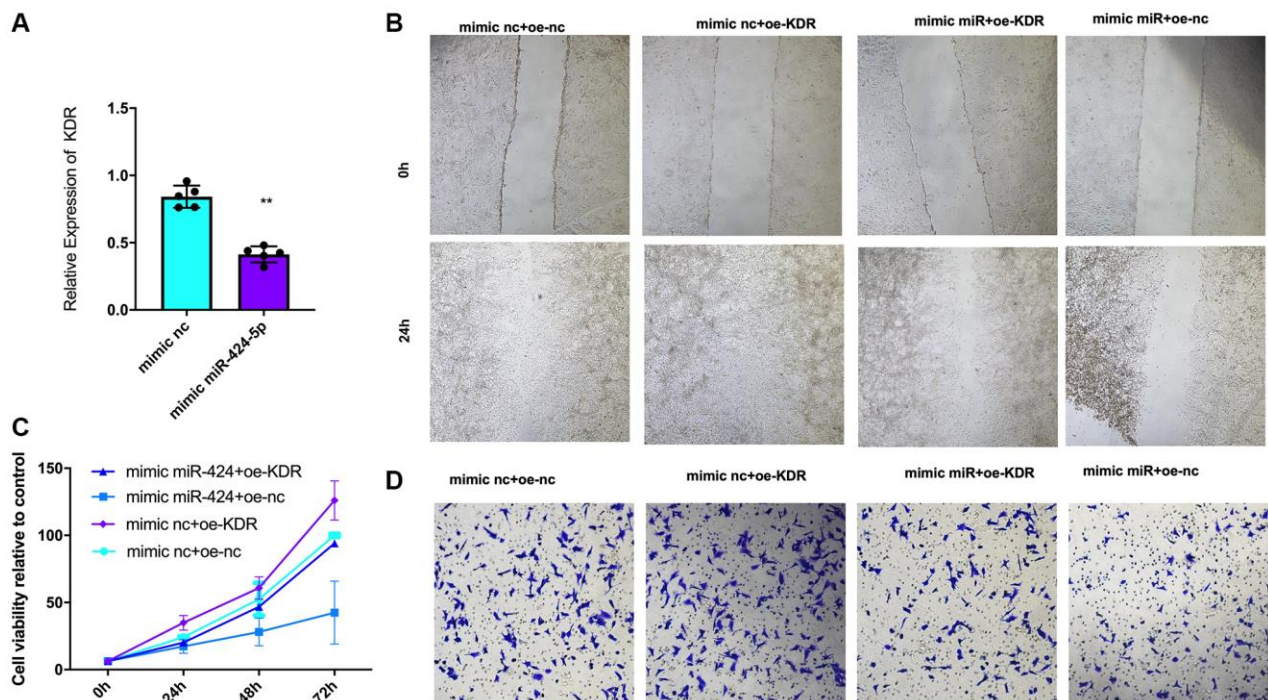 A
Relative Expression of KDR
1.5
1.0
0.5
0.0
**
mimic nc
mimic miR-424-5p
B
mimic nc+oe-nc
mimic nc+oe-KDR
mimic miR+oe-KDR
mimic miR+oe-nc
0h
24h
C
Cell viability relative to control
150
100
50
0
mimic miR-424+oe-KDR
mimic miR-424+oe-nc
mimic nc+oe-KDR
mimic nc+oe-nc
0h
24h
48h
72h
D
mimic nc+oe-nc
mimic nc+oe-KDR
mimic miR+oe-KDR
mimic miR+oe-nc